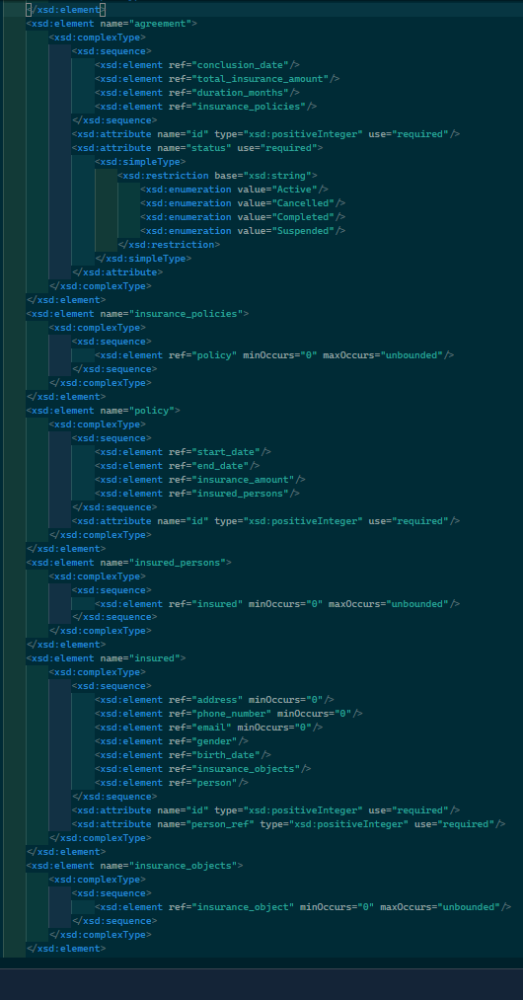 </xsd:element>
<xsd:element name="agreement">
<xsd:complexType>
<xsd:sequence>
<xsd:element ref="conclusion_date"/>
<xsd:element ref="total_insurance_amount"/>
<xsd:element ref="duration_months"/>
<xsd:element ref="insurance_policies"/>
</xsd:sequence>
<xsd:attribute name="id" type="xsd:positiveInteger" use="required"/>
<xsd:attribute name="status" use="required">
<xsd:simpleType>
<xsd:restriction base="xsd:string">
<xsd:enumeration value="Active"/>
<xsd:enumeration value="Cancelled"/>
<xsd:enumeration value="Completed"/>
<xsd:enumeration value="Suspended"/>
</xsd:restriction>
</xsd:simpleType>
</xsd:attribute>
</xsd:complexType>
</xsd:element>
<xsd:element name="insurance_policies">
<xsd:complexType>
<xsd:sequence>
<xsd:element ref="policy" minOccurs="0" maxOccurs="unbounded"/>
</xsd:sequence>
</xsd:complexType>
</xsd:element>
<xsd:element name="policy">
<xsd:complexType>
<xsd:sequence>
<xsd:element ref="start_date"/>
<xsd:element ref="end_date"/>
<xsd:element ref="insurance_amount"/>
<xsd:element ref="insured_persons"/>
</xsd:sequence>
<xsd:attribute name="id" type="xsd:positiveInteger" use="required"/>
</xsd:complexType>
</xsd:element>
<xsd:element name="insured_persons">
<xsd:complexType>
<xsd:sequence>
<xsd:element ref="insured" minOccurs="0" maxOccurs="unbounded"/>
</xsd:sequence>
</xsd:complexType>
</xsd:element>
<xsd:element name="insured">
<xsd:complexType>
<xsd:sequence>
<xsd:element ref="address" minOccurs="0"/>
<xsd:element ref="phone_number" minOccurs="0"/>
<xsd:element ref="email" minOccurs="0"/>
<xsd:element ref="gender"/>
<xsd:element ref="birth_date"/>
<xsd:element ref="insurance_objects"/>
<xsd:element ref="person"/>
</xsd:sequence>
<xsd:attribute name="id" type="xsd:positiveInteger" use="required"/>
<xsd:attribute name="person_ref" type="xsd:positiveInteger" use="required"/>
</xsd:complexType>
</xsd:element>
<xsd:element name="insurance_objects">
<xsd:complexType>
<xsd:sequence>
<xsd:element ref="insurance_object" minOccurs="0" maxOccurs="unbounded"/>
</xsd:sequence>
</xsd:complexType>
</xsd:element>